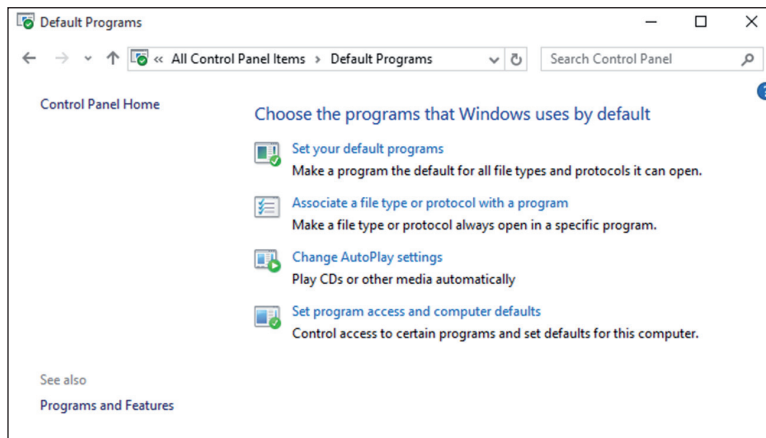 Default Programs
« All Control Panel Items > Default Programs
Search Control Panel
Control Panel Home
Choose the programs that Windows uses by default
Set your default programs
Make a program the default for all file types and protocols it can open.
Associate a file type or protocol with a program
Make a file type or protocol always open in a specific program.
Change AutoPlay settings
Play CDs or other media automatically
Set program access and computer defaults
Control access to certain programs and set defaults for this computer.
See also
Programs and Features